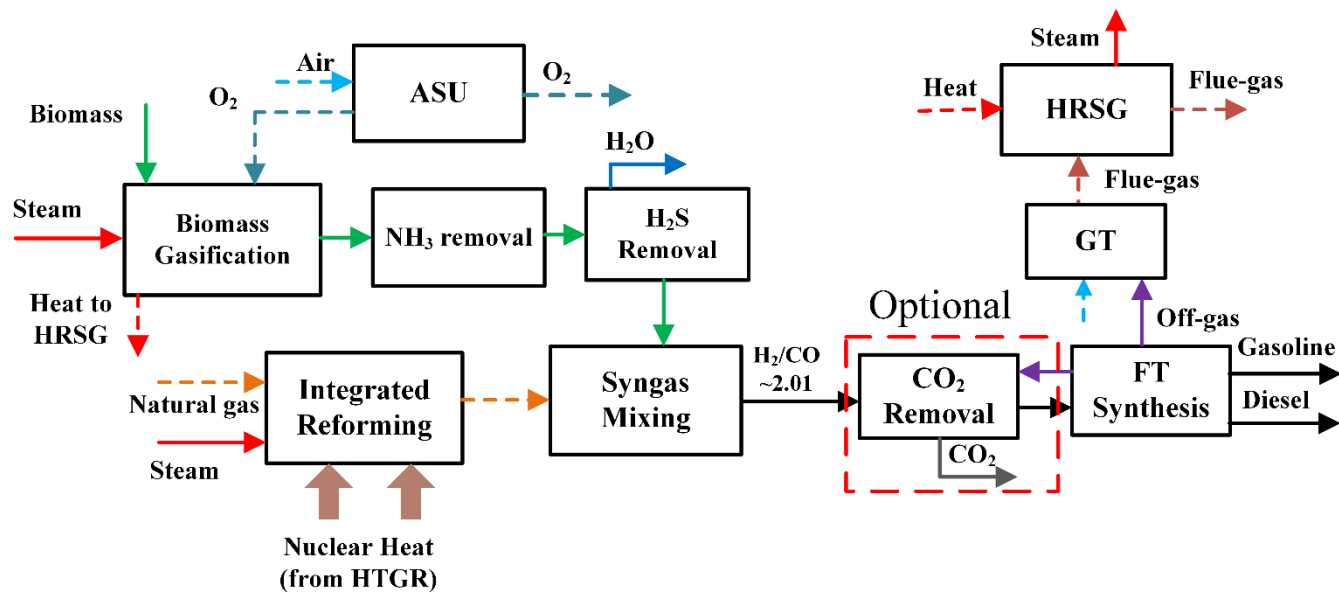 Air
ASU
O₂
O₂
Biomass
Steam
Biomass
Gasification
NH₃ removal
H₂O
H₂S
Removal
Heat to
HRSG
Natural gas
Steam
Integrated
Reforming
Nuclear Heat
(from HTGR)
Syngas
Mixing
H₂/CO
~2.01
Optional
CO₂
Removal
CO₂
FT
Synthesis
Gasoline
Diesel
Off-gas
GT
Flue-gas
Heat
HRSG
Steam
Flue-gas